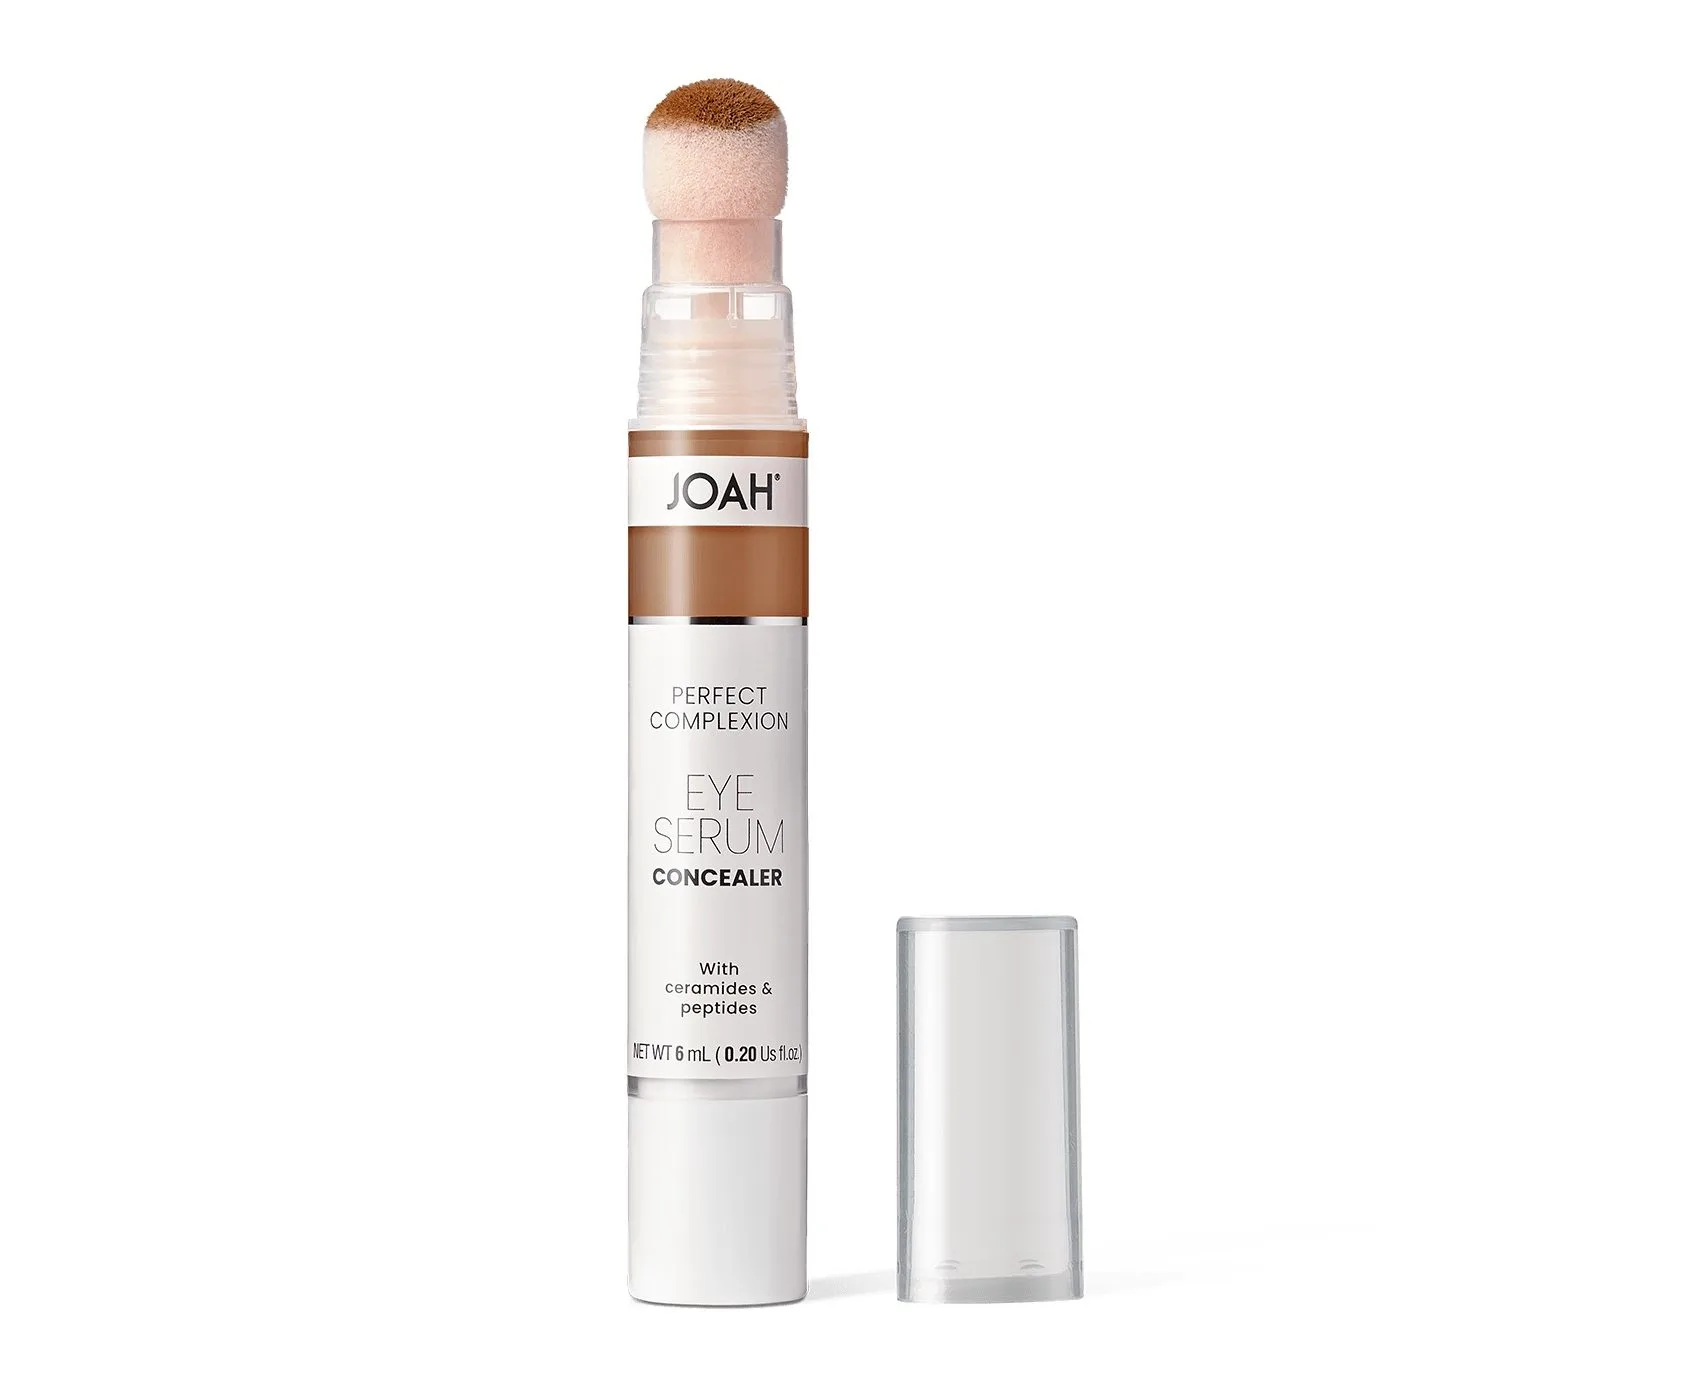 JOAH®
PERFECT
COMPLEXION
EYE
SERUM
CONCEALER
With
ceramides &
peptides
NET WT 6 mL ( 0.20 Us fl.oz.)